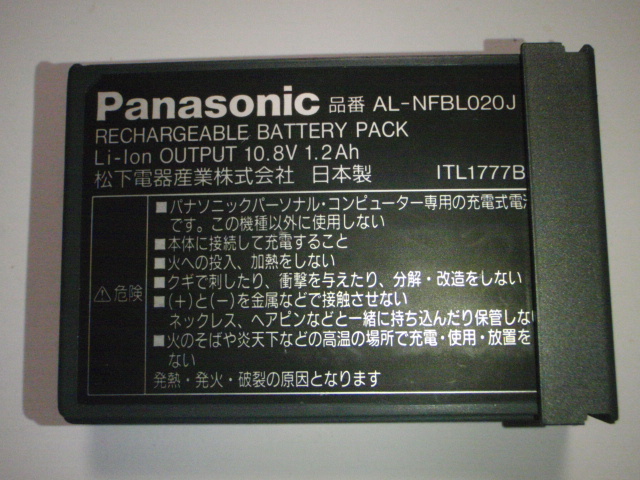 Panasonic 品番 AL-NFBL020J
RECHARGEABLE BATTERY PACK
Li-Ion OUTPUT 10.8V 1.2Ah
松下電器産業株式会社 日本製 ITL1777B
■パナソニックパーソナル・コンピューター専用の充電式電池
です。この機種以外に使用しない
■本体に接続して充電すること
■火への投入、加熱をしない
■クギで刺したり、衝撃を与えたり、分解・改造をしない
⚠危険
■(+)と(−)を金属などで接触させない
ネックレス、ヘアピンなどと一緒に持ち込んだり保管しない
■火のそばや炎天下などの高温の場所で充電・使用・放置を
ない
発熱・発火・破裂の原因となります